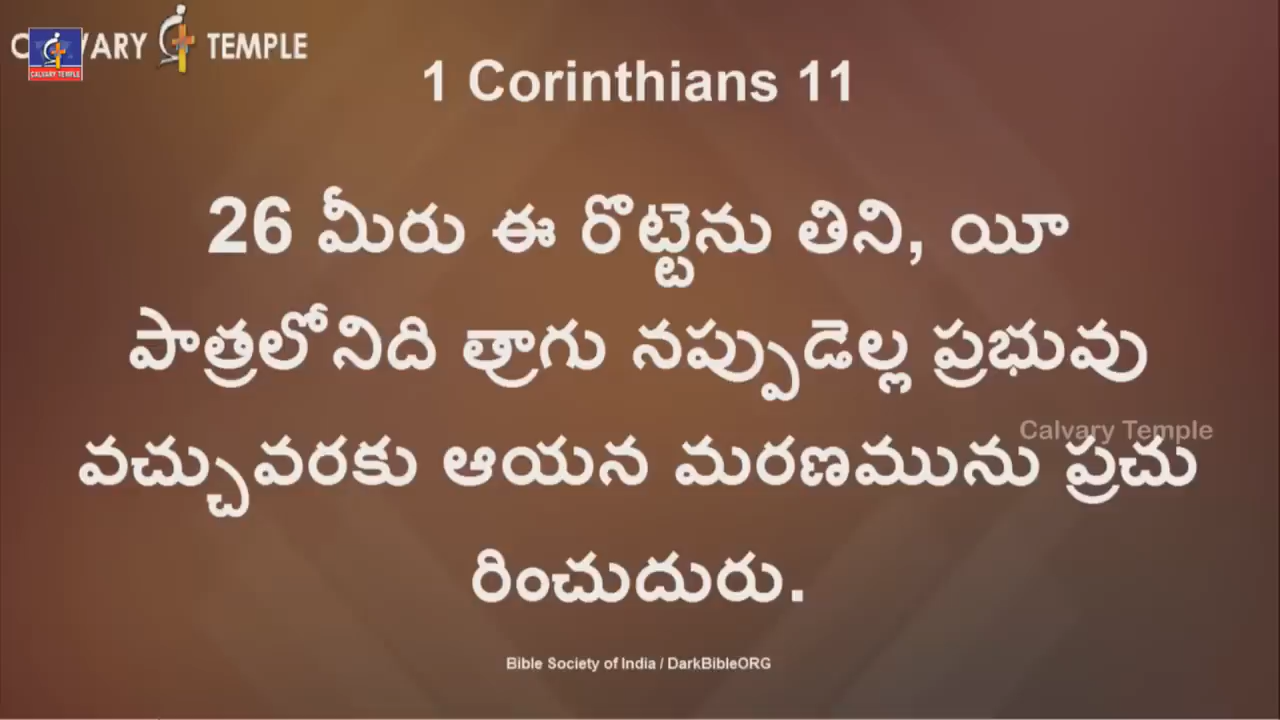 CALVARY TEMPLE
CALVARY TEMPLE
1 Corinthians 11
26 మీరు ఈ రొట్టెను తిని, యీ
పాత్రలోనిది త్రాగు నప్పుడెల్ల ప్రభువు
Calvary Temple
వచ్చువరకు ఆయన మరణమును ప్రచు
రించుదురు.
Bible Society of India / DarkBibleORG